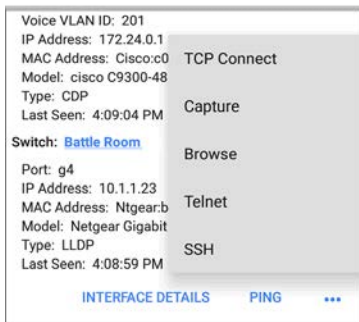 Voice VLAN ID: 201
IP Address: 172.24.0.1
MAC Address: Cisco:c0
Model: cisco C9300-48
Type: CDP
Last Seen: 4:09:04 PM
Switch: Battle Room
Port: g4
IP Address: 10.1.1.23
MAC Address: Ntgear:b
Model: Netgear Gigabit
Type: LLDP
Last Seen: 4:08:59 PM
TCP Connect
Capture
Browse
Telnet
SSH
INTERFACE DETAILS PING •••